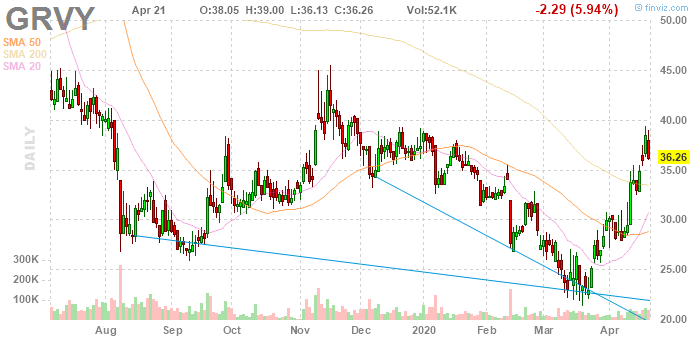 GRVY Apr 21 O:38.05 H:39.00 L:36.13 C:36.26 Vol:52.1K -2.29 (5.94%) finviz.com
SMA 50
SMA 200
SMA 20
DAILY
50.00
45.00
40.00
36.26
35.00
30.00
25.00
20.00
300K
200K
100K
Aug Sep Oct Nov Dec 2020 Feb Mar Apr